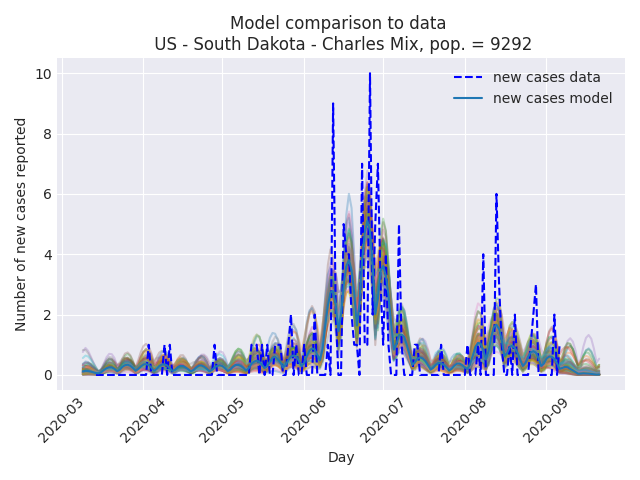 Model comparison to data
US - South Dakota - Charles Mix, pop. = 9292
new cases data
new cases model
Number of new cases reported
10
8
6
4
2
0
2020-03
2020-04
2020-05
2020-06
2020-07
2020-08
2020-09
Day